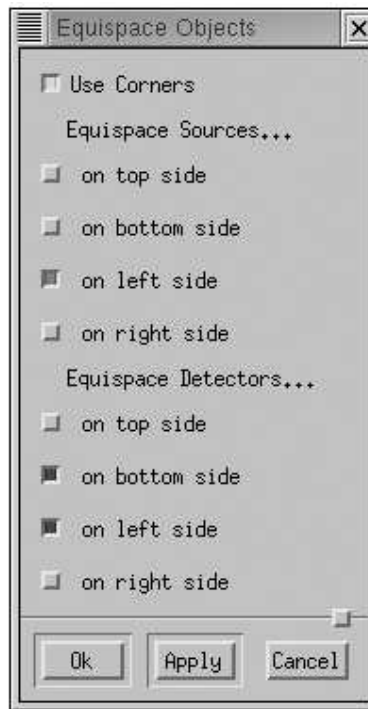 Equispace Objects
Use Corners
Equispace Sources...
on top side
on bottom side
on left side
on right side
Equispace Detectors...
on top side
on bottom side
on left side
on right side
Ok Apply Cancel